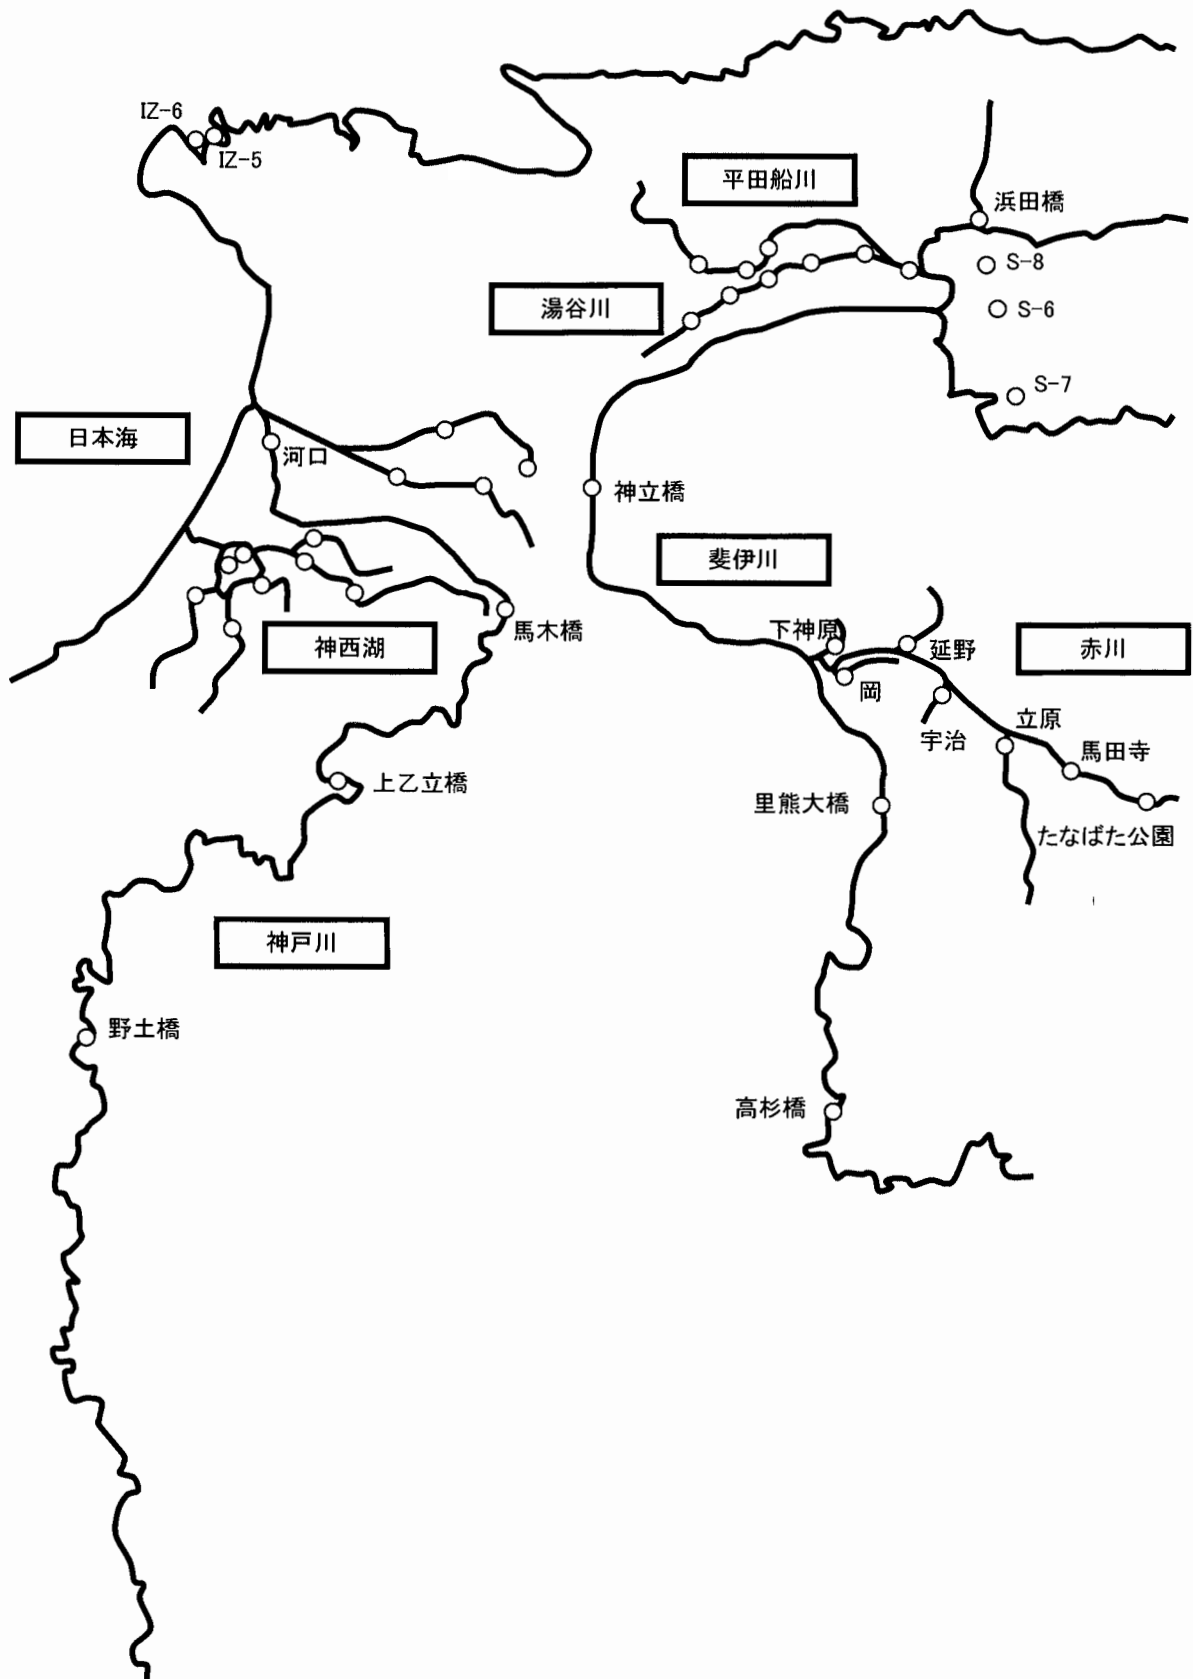 IZ-6
IZ-5
平田船川
浜田橋
S-8
S-6
湯谷川
S-7
日本海
河口
神立橋
斐伊川
馬木橋
神西湖
下神原
延野
赤川
岡
宇治
立原
馬田寺
上乙立橋
里熊大橋
たなばた公園
神戸川
野土橋
高杉橋